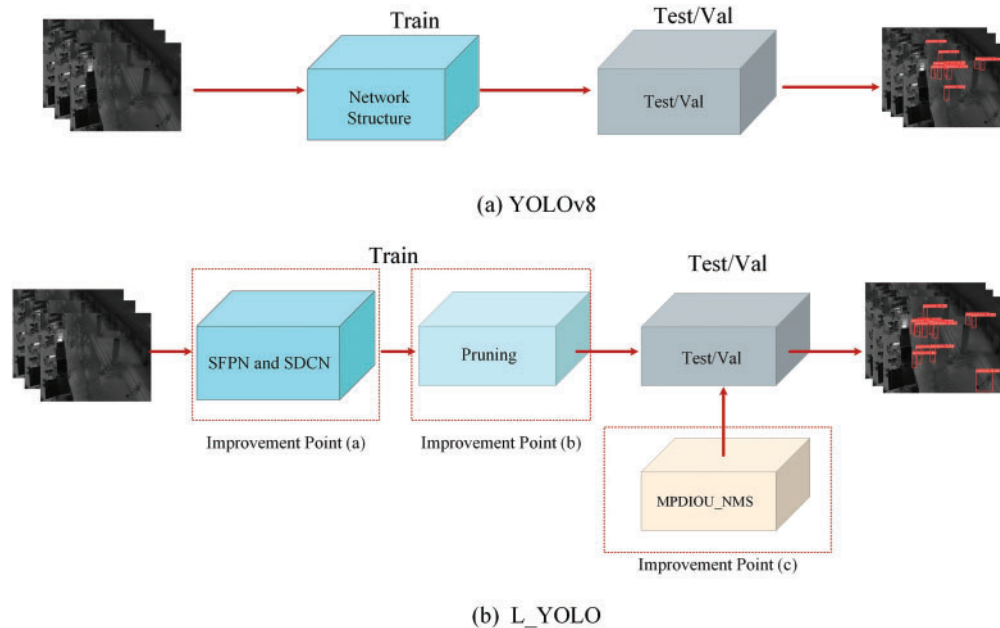 Train
Test/Val
Network
Structure
Test/Val
(a) YOLOv8
Train
Test/Val
SFPN and SDCN
Pruning
Test/Val
Improvement Point (a)
Improvement Point (b)
MPDIOU_NMS
Improvement Point (c)
(b) L_YOLO